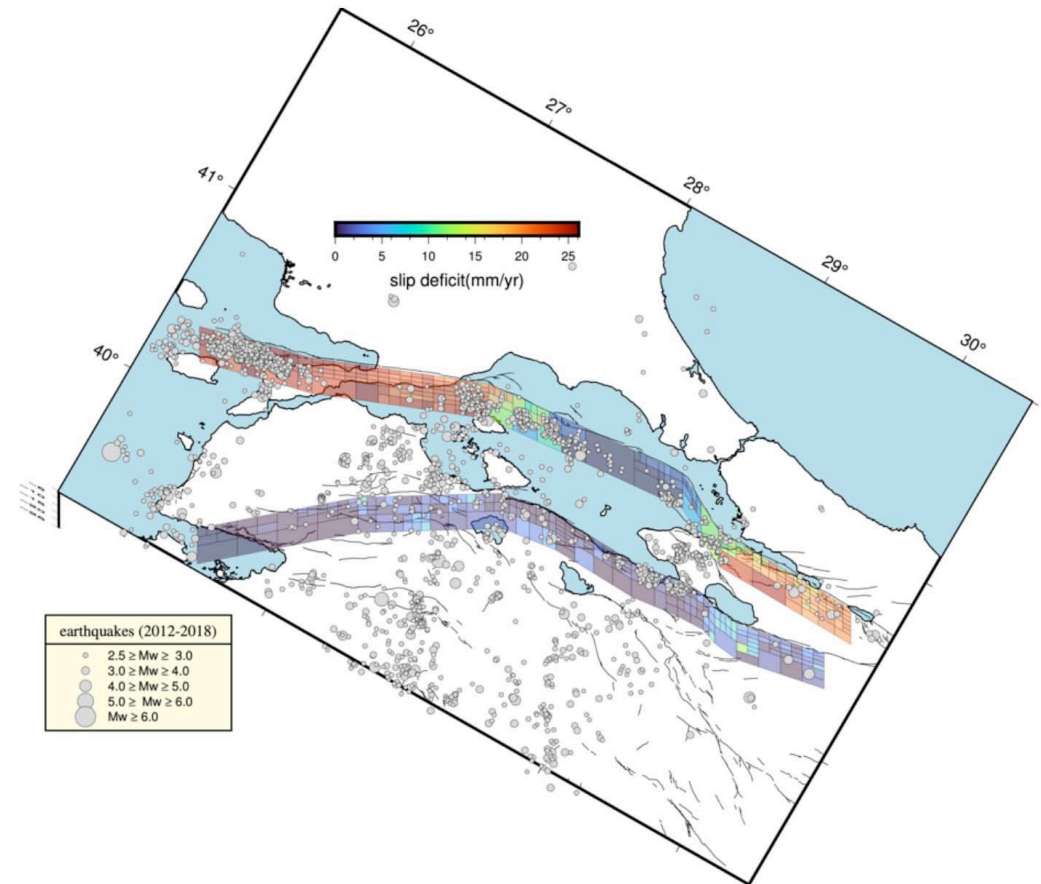 26°
27°
28°
29°
30°
41°
40°
0 5 10 15 20 25
slip deficit(mm/yr)
earthquakes (2012-2018)
2.5 ≥ Mw ≥ 3.0
3.0 ≥ Mw ≥ 4.0
4.0 ≥ Mw ≥ 5.0
5.0 ≥ Mw ≥ 6.0
Mw ≥ 6.0